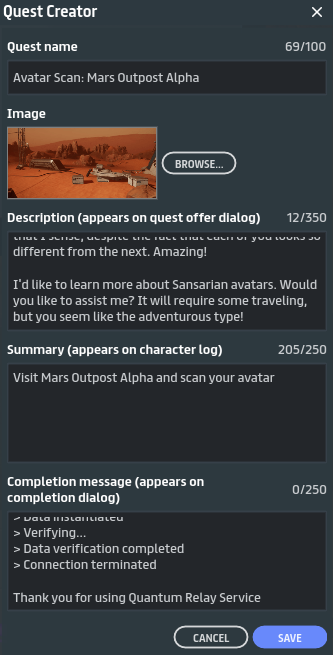 Quest Creator
Quest name 69/100
Avatar Scan: Mars Outpost Alpha
Image
BROWSE...
Description (appears on quest offer dialog) 12/350
that I sense, despite the fact that each of you looks so
different from the next. Amazing!
I'd like to learn more about Sansarian avatars. Would
you like to assist me? It will require some traveling,
but you seem like the adventurous type!
Summary (appears on character log) 205/250
Visit Mars Outpost Alpha and scan your avatar
Completion message (appears on
completion dialog) 0/250
> Data instantiated
> Verifying...
> Data verification completed
> Connection terminated
Thank you for using Quantum Relay Service
CANCEL SAVE